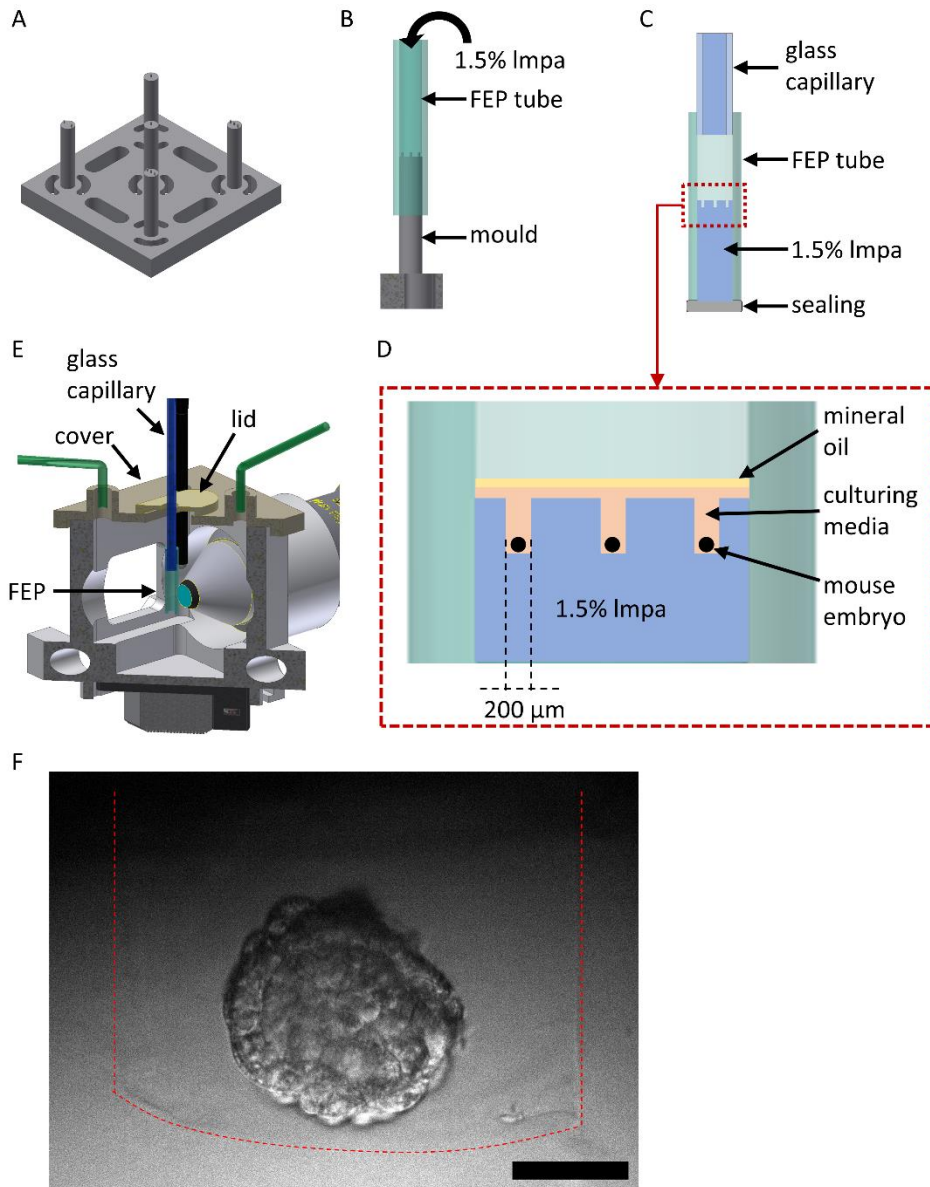 A
B
1.5% lmpa
FEP tube
mould
C
glass
capillary
FEP tube
1.5% lmpa
sealing
E
glass
capillary
lid
cover
FEP
D
mineral
oil
culturing
media
mouse
embryo
1.5% lmpa
200 µm
F